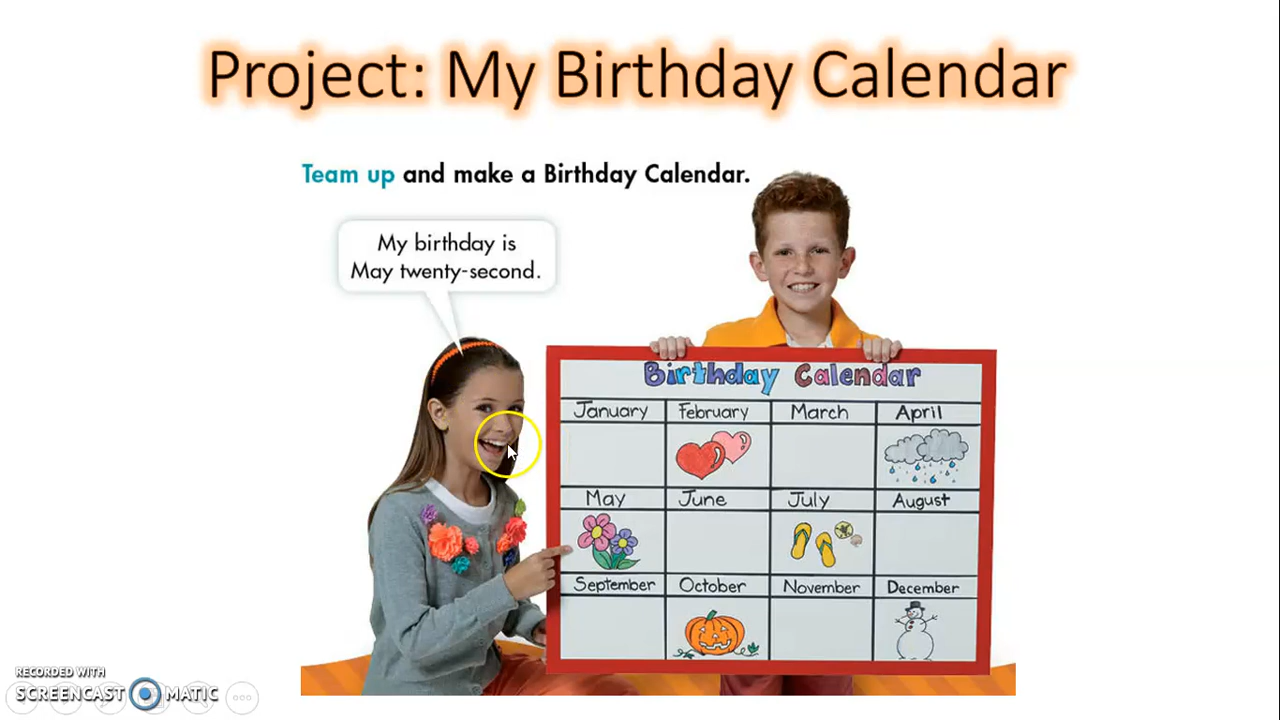 Project: My Birthday Calendar
Team up and make a Birthday Calendar.
My birthday is
May twenty-second.
Birthday Calendar
January February March April
May June July August
September October November December
RECORDED WITH
SCREENCAST MATIC